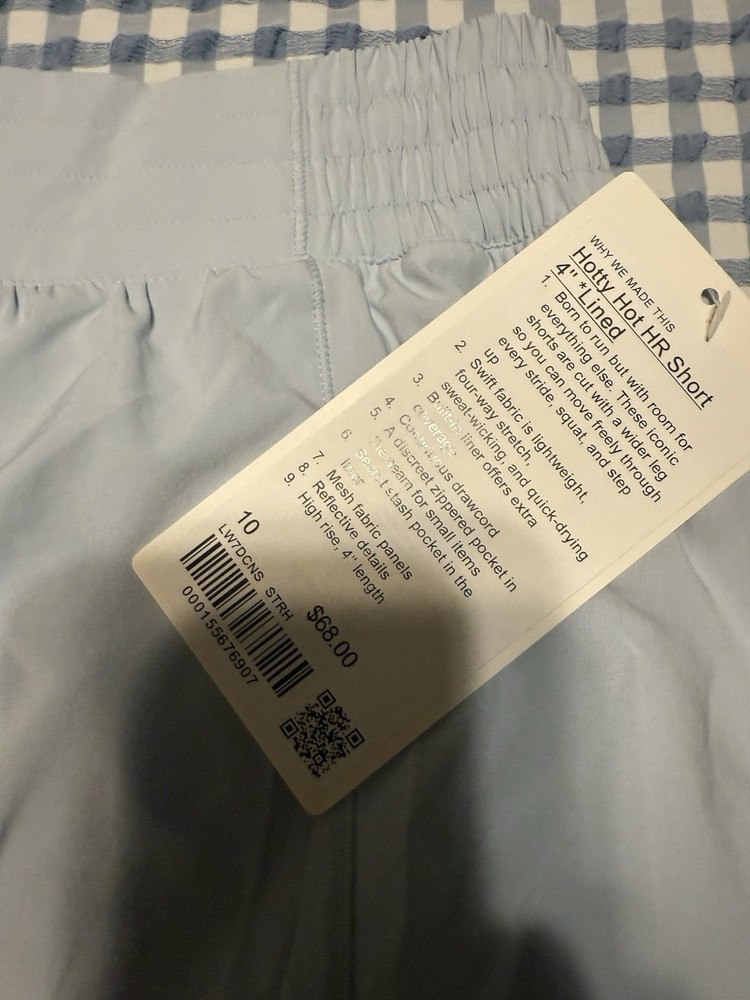 WHY WE MADE THIS
Hotty Hot HR Short
4" *Lined
1. Born to run but with room for
everything else. These iconic
shorts are cut with a wider leg
so you can move freely through
every stride, squat, and step
up
2. Swift fabric is lightweight,
four-way stretch,
sweat-wicking, and quick-drying
3. Built-in liner offers extra
coverage
4. Continuous drawcord
5. A discreet zippered pocket in
the seam for small items
6. Secret stash pocket in the
liner
7. Mesh fabric panels
8. Reflective details
9. High rise, 4" length
10
LW7DCNS STRH
000155676907
$68.00